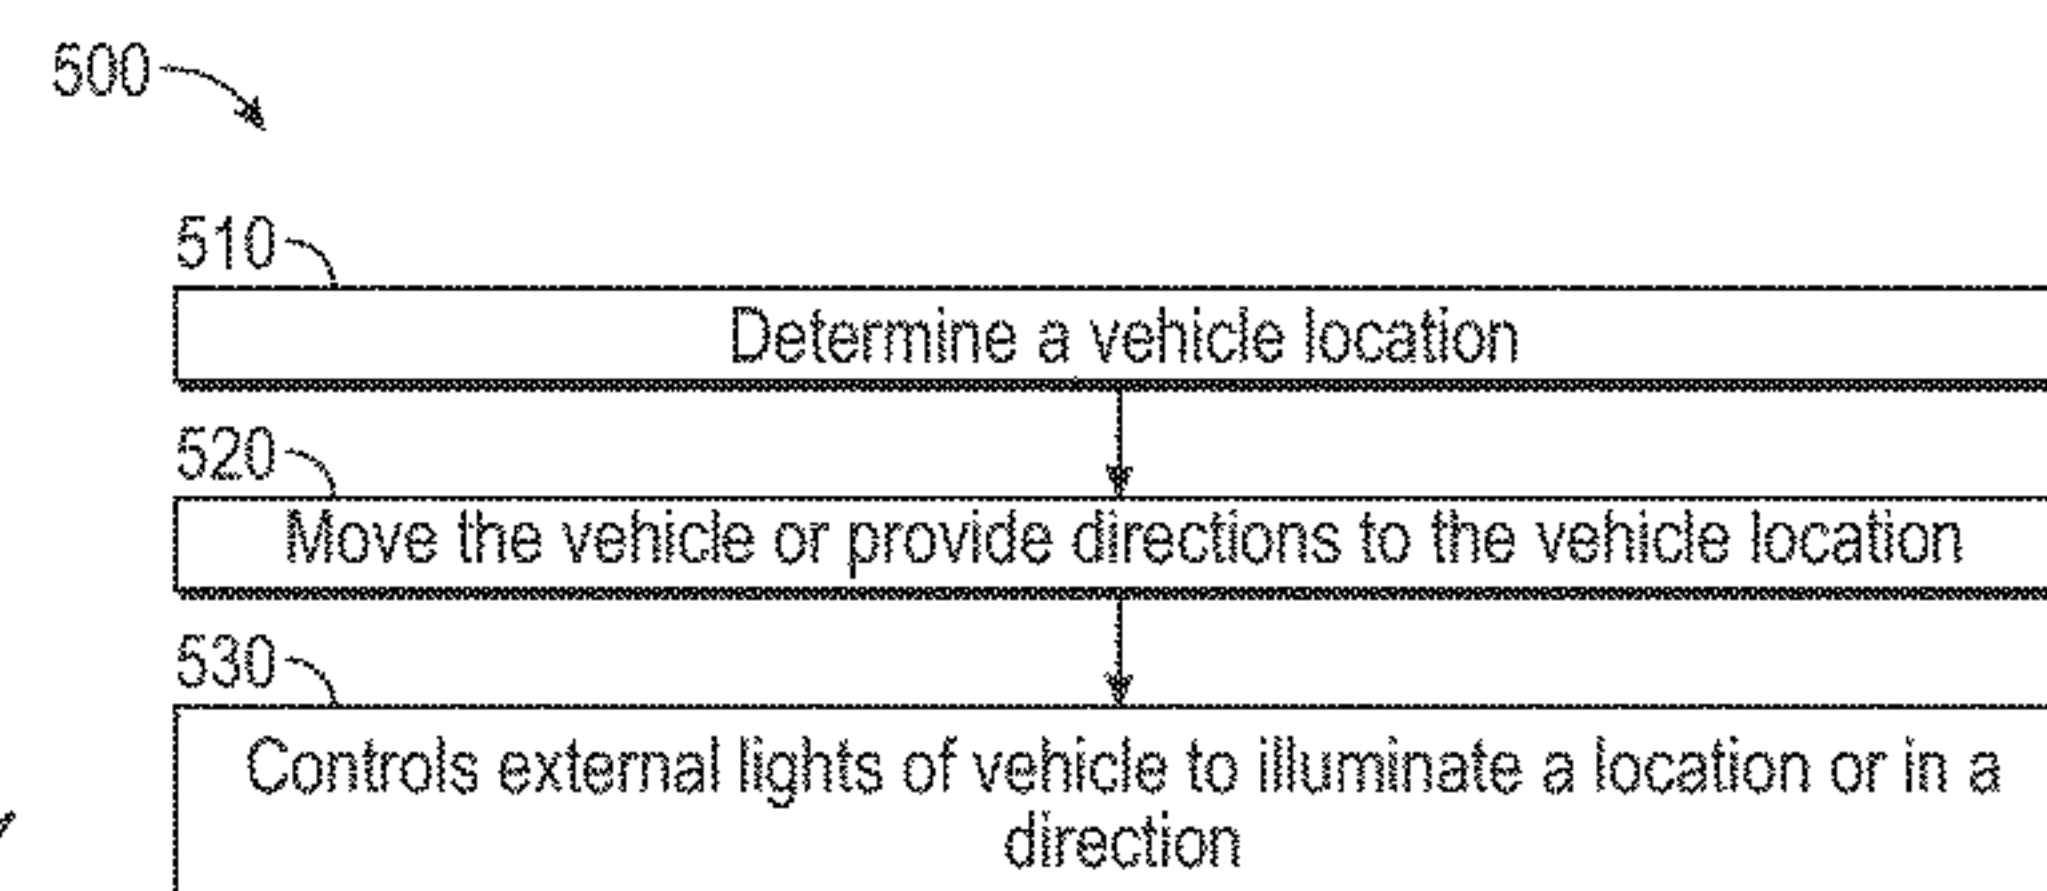 500
510
Determine a vehicle location
520
Move the vehicle or provide directions to the vehicle location
530
Controls external lights of vehicle to illuminate a location or in a
direction